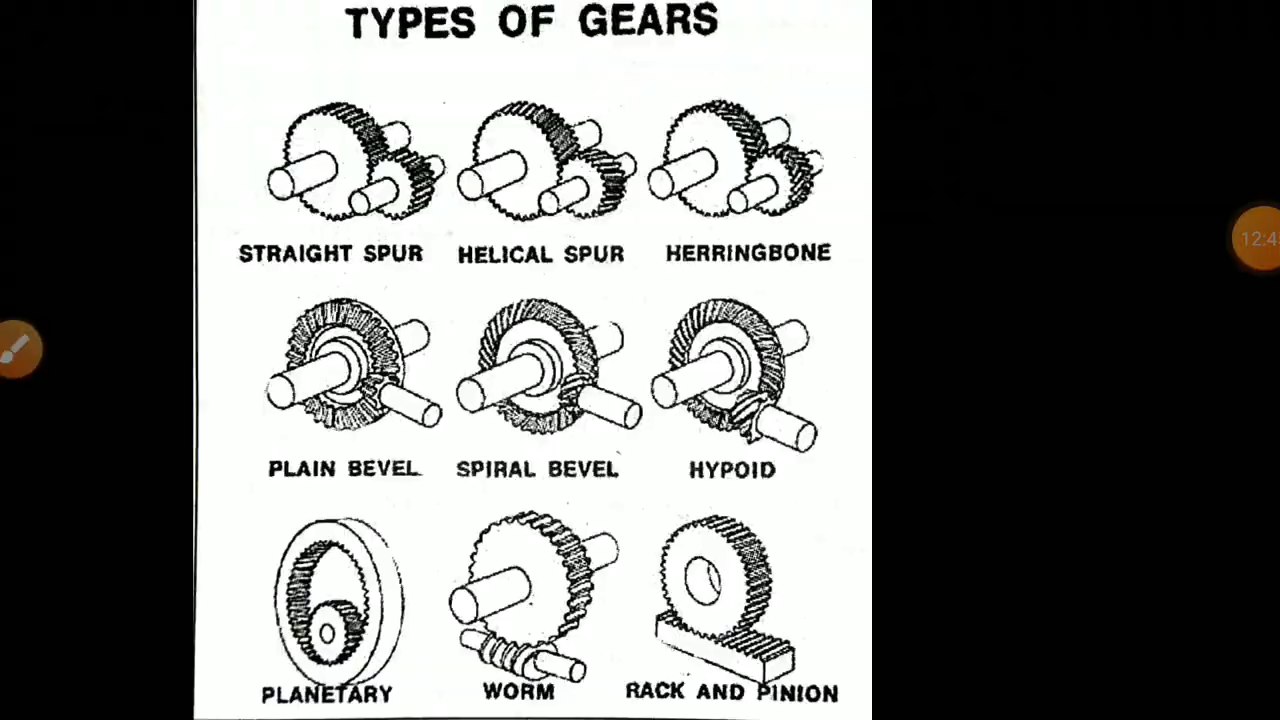 TYPES OF GEARS
STRAIGHT SPUR HELICAL SPUR HERRINGBONE
PLAIN BEVEL SPIRAL BEVEL HYPOID
PLANETARY WORM RACK AND PINION